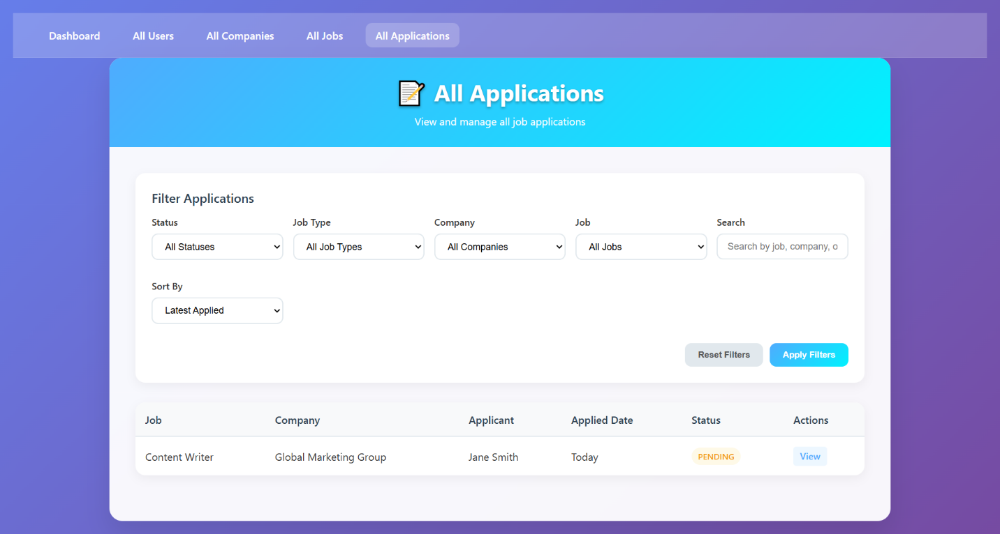 Dashboard All Users All Companies All Jobs All Applications
All Applications
View and manage all job applications
Filter Applications
Status Job Type Company Job Search
All Statuses All Job Types All Companies All Jobs Search by job, company, o
Sort By
Latest Applied
Reset Filters Apply Filters
Job Company Applicant Applied Date Status Actions
Content Writer Global Marketing Group Jane Smith Today PENDING View